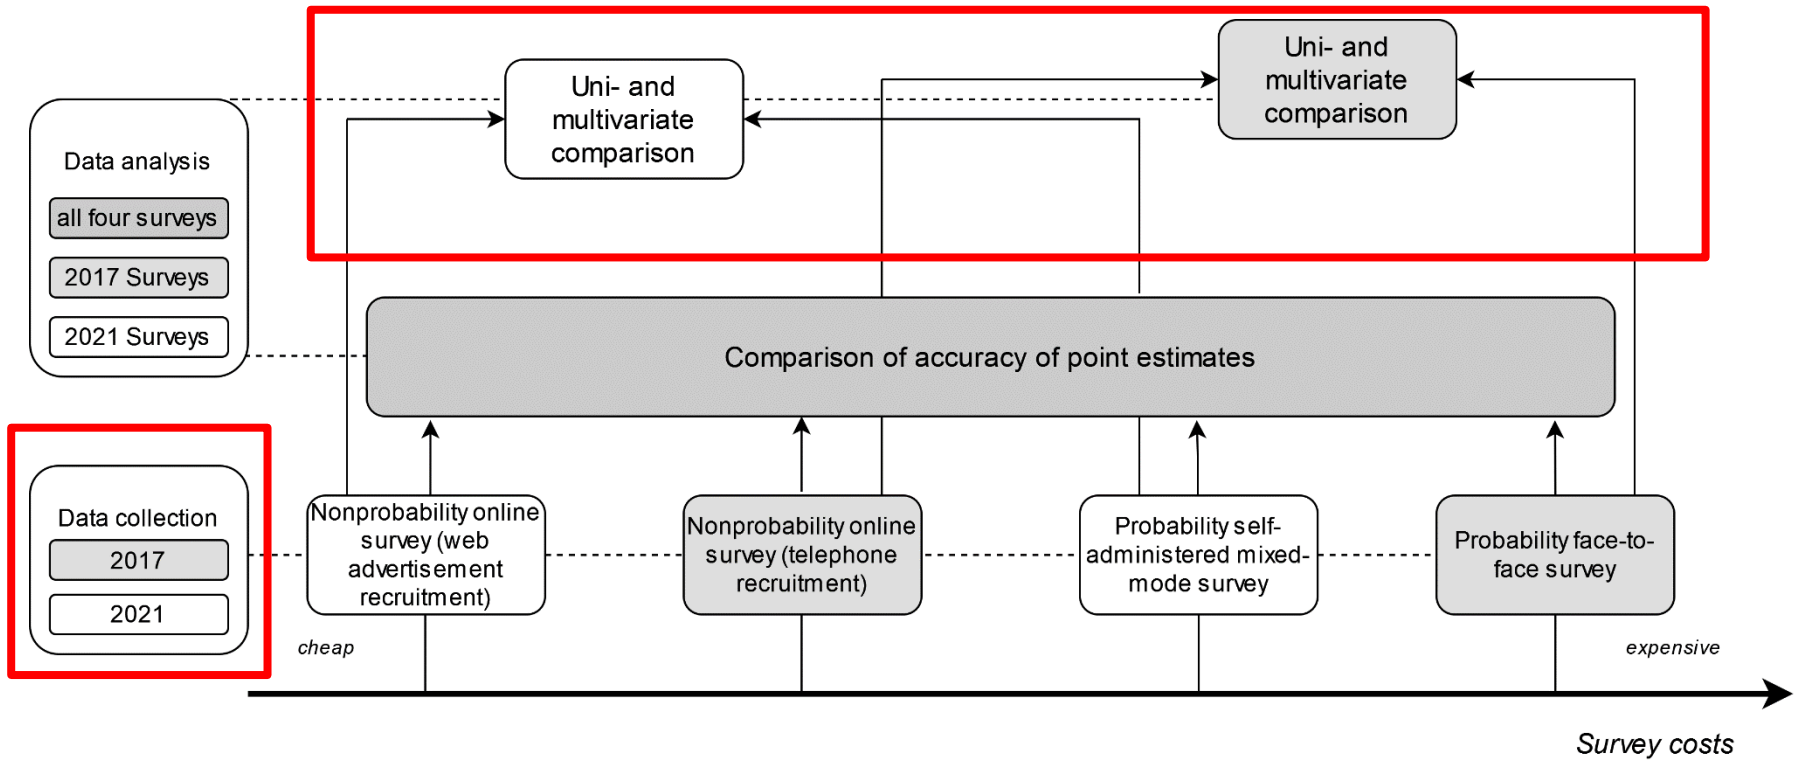 Uni- and
multivariate
comparison
Uni- and
multivariate
comparison
Data analysis
all four surveys
2017 Surveys
2021 Surveys
Comparison of accuracy of point estimates
Data collection
2017
2021
Nonprobability online
survey (web
advertisement
recruitment)
Nonprobability online
survey (telephone
recruitment)
Probability self-
administered mixed-
mode survey
Probability face-to-
face survey
cheap
expensive
Survey costs